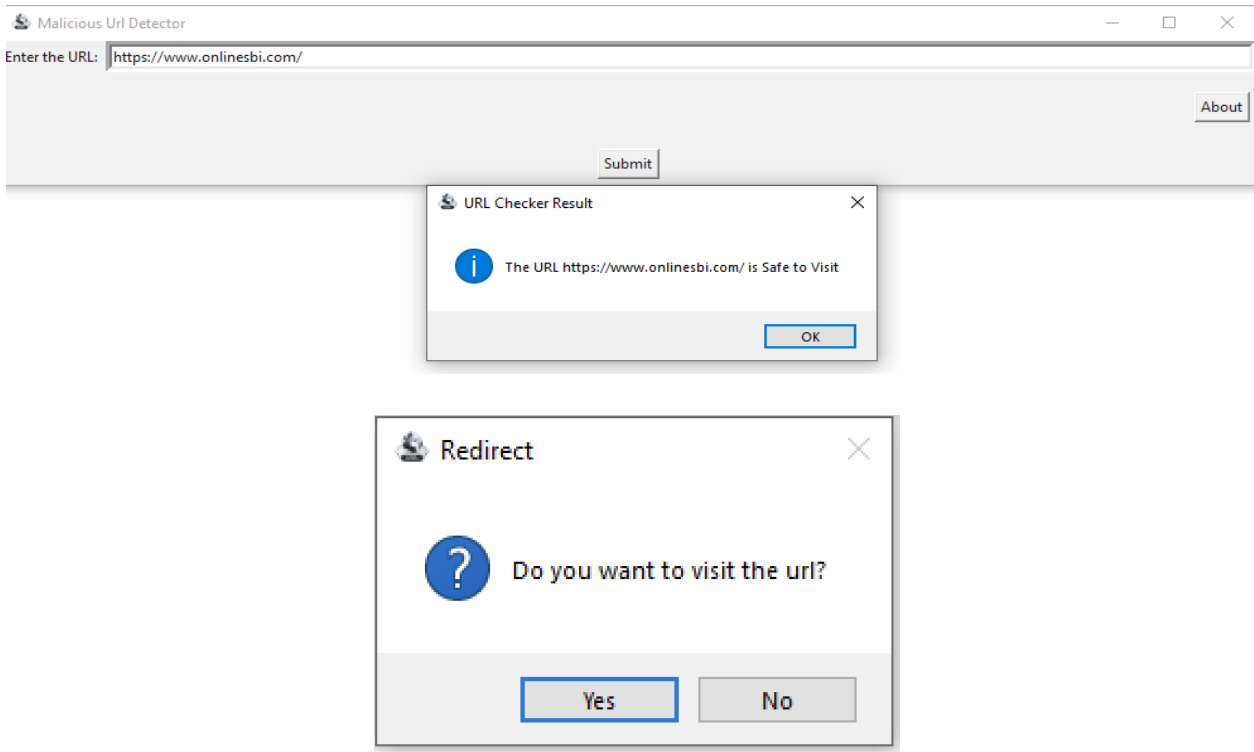 Malicious Url Detector
Enter the URL: https://www.onlinesbi.com/
About
Submit
URL Checker Result
The URL https://www.onlinesbi.com/ is Safe to Visit
OK
Redirect
Do you want to visit the url?
Yes No